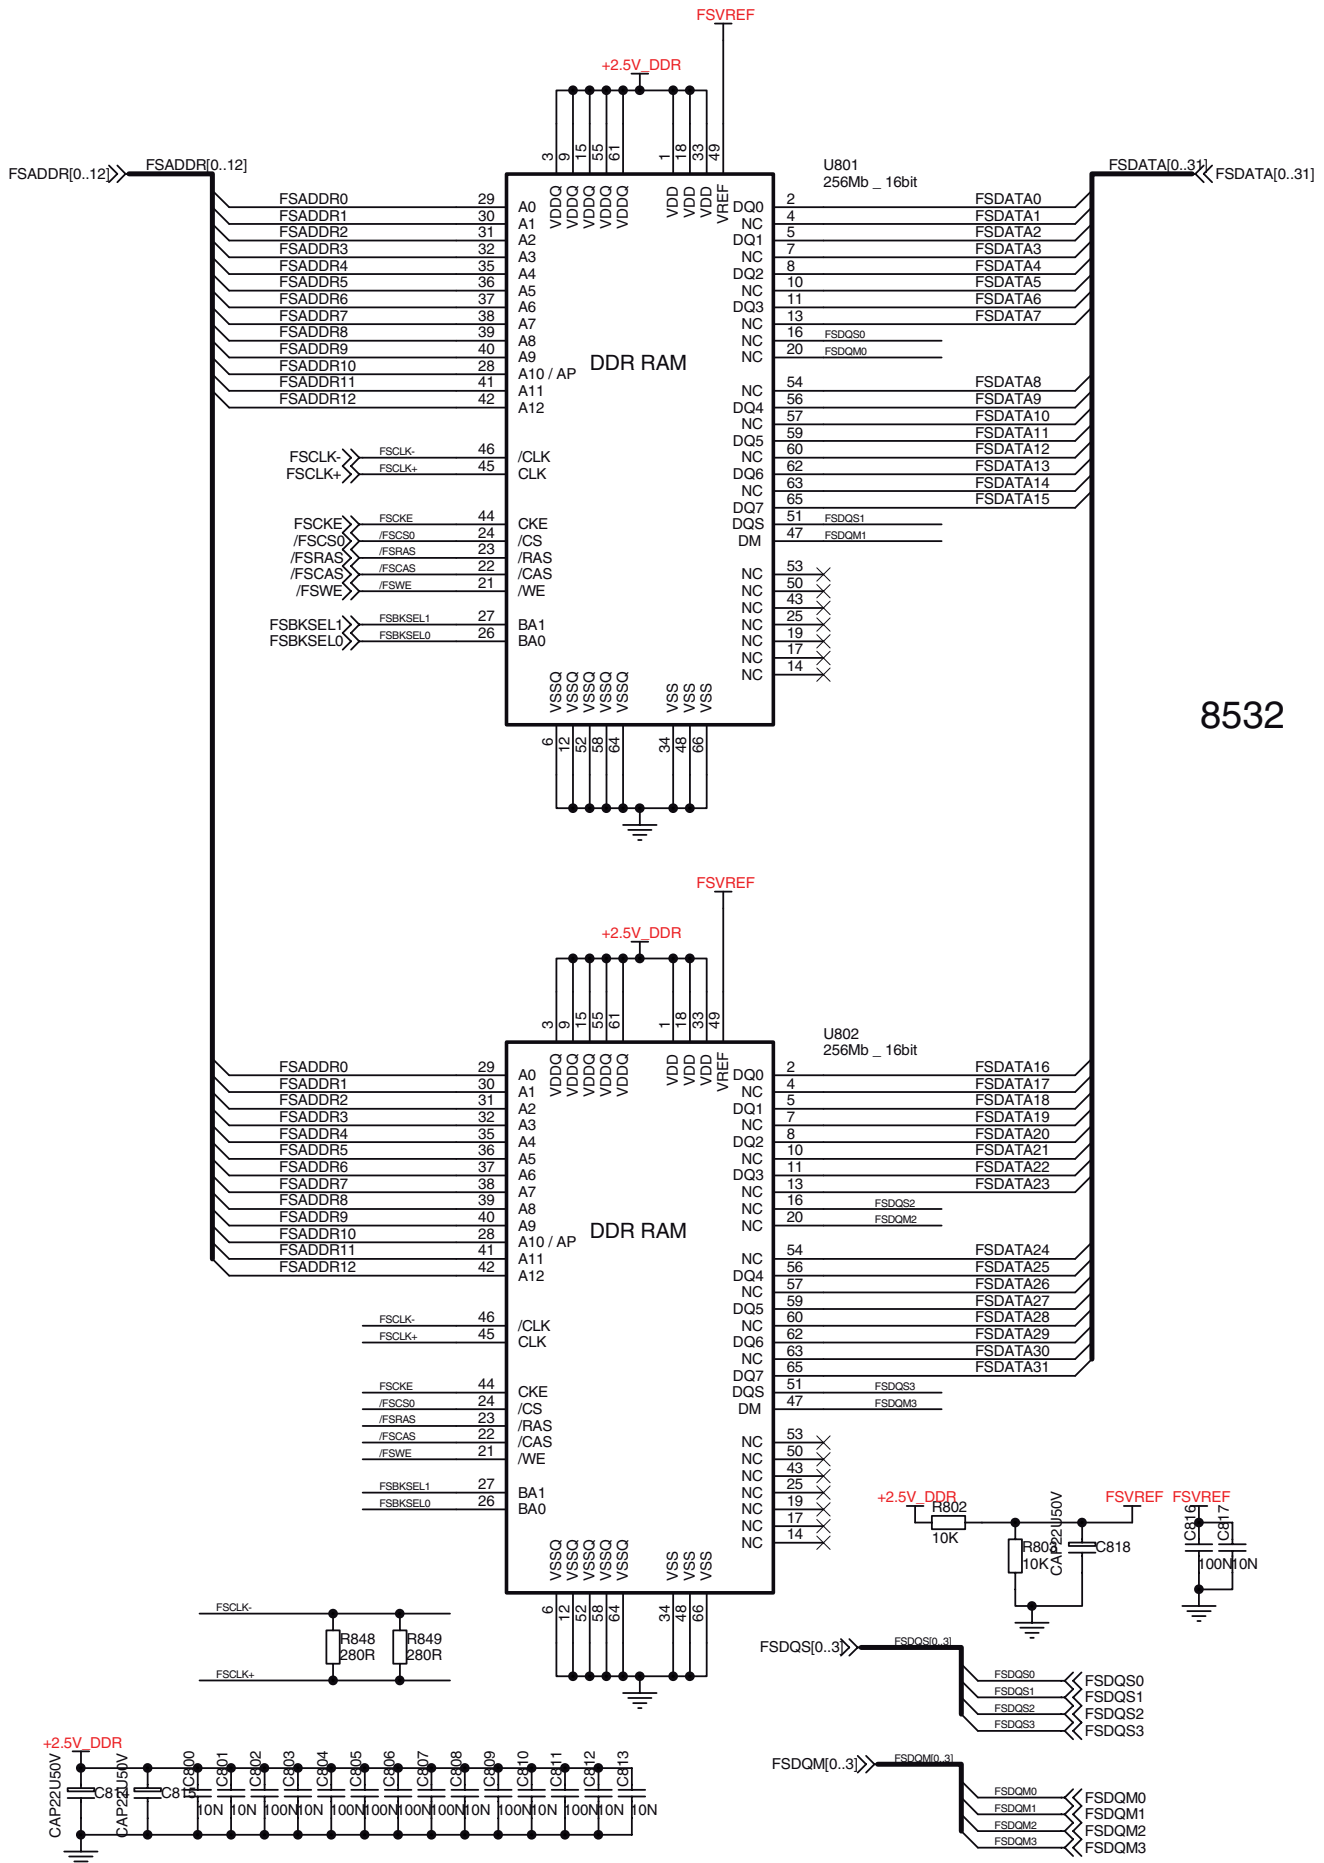 FSVREF
+2.5V_DDR
3 9 15 55 61 1 18 33 49
U801
256Mb _ 16bit
FSADDR[0..12] FSADDR[0..12]
FSDATA[0..31] FSDATA[0..31]
VDDQ VDDQ VDDQ VDDQ VDDQ VDD VDD VDD VREF
FSADDR0 29 A0 DQ0 2 FSDATA0
FSADDR1 30 A1 NC 4 FSDATA1
FSADDR2 31 A2 DQ1 5 FSDATA2
FSADDR3 32 A3 NC 7 FSDATA3
FSADDR4 35 A4 DQ2 8 FSDATA4
FSADDR5 36 A5 NC 10 FSDATA5
FSADDR6 37 A6 DQ3 11 FSDATA6
FSADDR7 38 A7 NC 13 FSDATA7
FSADDR8 39 A8 NC 16 FSDQS0
FSADDR9 40 A9 NC 20 FSDQM0
DDR RAM
FSADDR10 28 A10 / AP
FSADDR11 41 A11 NC 54 FSDATA8
FSADDR12 42 A12 DQ4 56 FSDATA9
NC 57 FSDATA10
DQ5 59 FSDATA11
FSCLK- FSCLK- 46 /CLK NC 60 FSDATA12
FSCLK+ FSCLK+ 45 CLK DQ6 62 FSDATA13
NC 63 FSDATA14
DQ7 65 FSDATA15
FSCKE FSCKE 44 CKE DQS 51 FSDQS1
/FSCS0 /FSCS0 24 /CS DM 47 FSDQM1
/FSRAS /FSRAS 23 /RAS
/FSCAS /FSCAS 22 /CAS NC 53
/FSWE /FSWE 21 /WE NC 50
NC 43
FSBKSEL1 FSBKSEL1 27 BA1 NC 25
FSBKSEL0 FSBKSEL0 26 BA0 NC 19
NC 17
NC 14
VSSQ VSSQ VSSQ VSSQ VSSQ VSS VSS VSS
6 12 52 58 64 34 48 66
8532
FSVREF
+2.5V_DDR
3 9 15 55 61 1 18 33 49
U802
256Mb _ 16bit
VDDQ VDDQ VDDQ VDDQ VDDQ VDD VDD VDD VREF
FSADDR0 29 A0 DQ0 2 FSDATA16
FSADDR1 30 A1 NC 4 FSDATA17
FSADDR2 31 A2 DQ1 5 FSDATA18
FSADDR3 32 A3 NC 7 FSDATA19
FSADDR4 35 A4 DQ2 8 FSDATA20
FSADDR5 36 A5 NC 10 FSDATA21
FSADDR6 37 A6 DQ3 11 FSDATA22
FSADDR7 38 A7 NC 13 FSDATA23
FSADDR8 39 A8 NC 16 FSDQS2
FSADDR9 40 A9 NC 20 FSDQM2
DDR RAM
FSADDR10 28 A10 / AP
FSADDR11 41 A11 NC 54 FSDATA24
FSADDR12 42 A12 DQ4 56 FSDATA25
NC 57 FSDATA26
DQ5 59 FSDATA27
FSCLK- 46 /CLK NC 60 FSDATA28
FSCLK+ 45 CLK DQ6 62 FSDATA29
NC 63 FSDATA30
DQ7 65 FSDATA31
FSCKE 44 CKE DQS 51 FSDQS3
/FSCS0 24 /CS DM 47 FSDQM3
/FSRAS 23 /RAS
/FSCAS 22 /CAS NC 53
/FSWE 21 /WE NC 50
NC 43
FSBKSEL1 27 BA1 NC 25
FSBKSEL0 26 BA0 NC 19
NC 17
NC 14
VSSQ VSSQ VSSQ VSSQ VSSQ VSS VSS VSS
6 12 52 58 64 34 48 66
+2.5V_DDR R802 10K
R803 10K
CAP22U50V C818
FSVREF FSVREF
C816 C817
100N 10N
FSCLK-
R848 R849
280R 280R
FSCLK+
FSDQS[0..3] FSDQS[0..3]
FSDQS0 FSDQS0
FSDQS1 FSDQS1
FSDQS2 FSDQS2
FSDQS3 FSDQS3
FSDQM[0..3] FSDQM[0..3]
FSDQM0 FSDQM0
FSDQM1 FSDQM1
FSDQM2 FSDQM2
FSDQM3 FSDQM3
+2.5V_DDR
CAP22U50V CAP22U50V C815
C800 C801 C802 C803 C804 C805 C806 C807 C808 C809 C810 C811 C812 C813
10N 10N 100N 10N 100N 100N 100N 100N 10N 100N 10N 100N 10N 10N